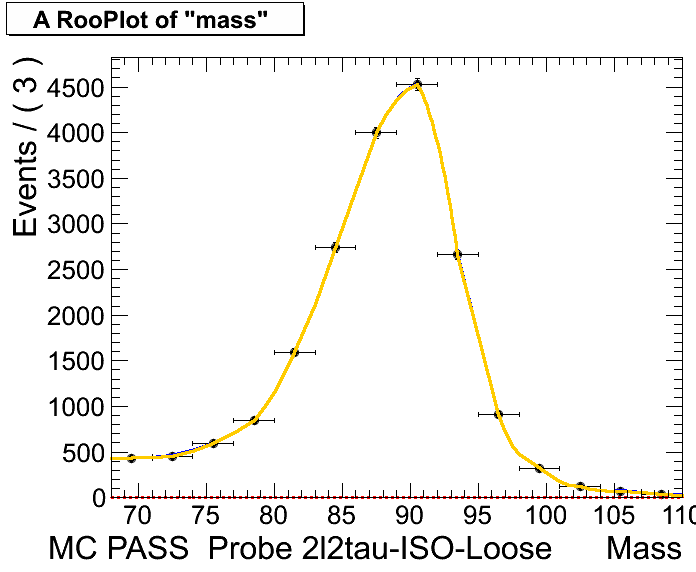 A RooPlot of "mass"
Events / ( 3 )
4500
4000
3500
3000
2500
2000
1500
1000
500
0
70 75 80 85 90 95 100 105 110
MC PASS Probe 2l2tau-ISO-Loose Mass